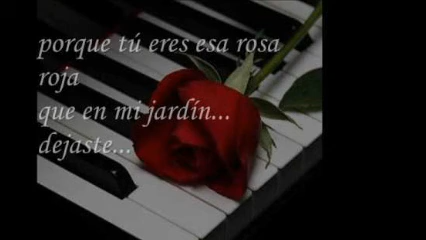 porque tú eres esa rosa
roja
que en mi jardín...
dejaste...